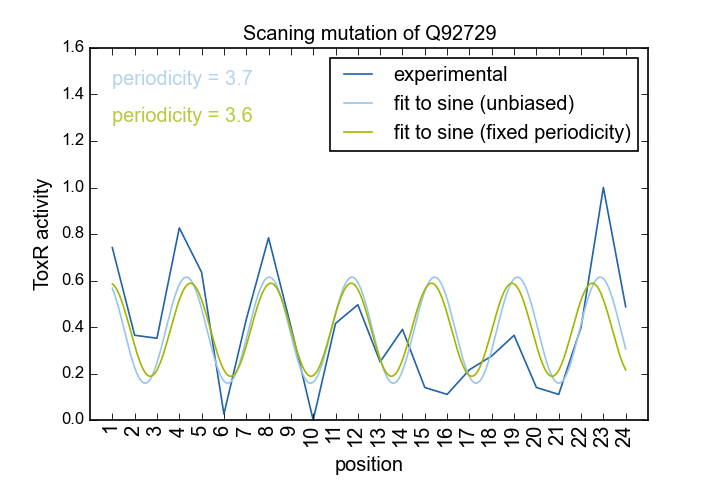 Scaning mutation of Q92729
1.6
1.4
1.2
1.0
0.8
0.6
0.4
0.2
0.0
ToxR activity
periodicity = 3.7
periodicity = 3.6
experimental
fit to sine (unbiased)
fit to sine (fixed periodicity)
1 2 3 4 5 6 7 8 9 10 11 12 13 14 15 16 17 18 19 20 21 22 23 24
position